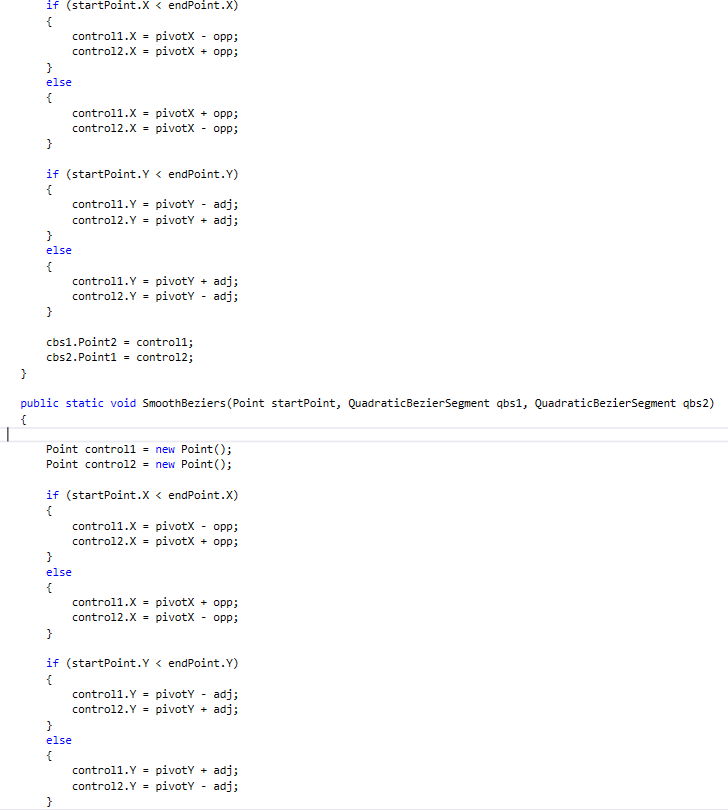 if (startPoint.X < endPoint.X)
{
control1.X = pivotX - opp;
control2.X = pivotX + opp;
}
else
{
control1.X = pivotX + opp;
control2.X = pivotX - opp;
}
if (startPoint.Y < endPoint.Y)
{
control1.Y = pivotY - adj;
control2.Y = pivotY + adj;
}
else
{
control1.Y = pivotY + adj;
control2.Y = pivotY - adj;
}
cbs1.Point2 = control1;
cbs2.Point1 = control2;
}
public static void SmoothBeziers(Point startPoint, QuadraticBezierSegment qbs1, QuadraticBezierSegment qbs2)
{
Point control1 = new Point();
Point control2 = new Point();
if (startPoint.X < endPoint.X)
{
control1.X = pivotX - opp;
control2.X = pivotX + opp;
}
else
{
control1.X = pivotX + opp;
control2.X = pivotX - opp;
}
if (startPoint.Y < endPoint.Y)
{
control1.Y = pivotY - adj;
control2.Y = pivotY + adj;
}
else
{
control1.Y = pivotY + adj;
control2.Y = pivotY - adj;
}